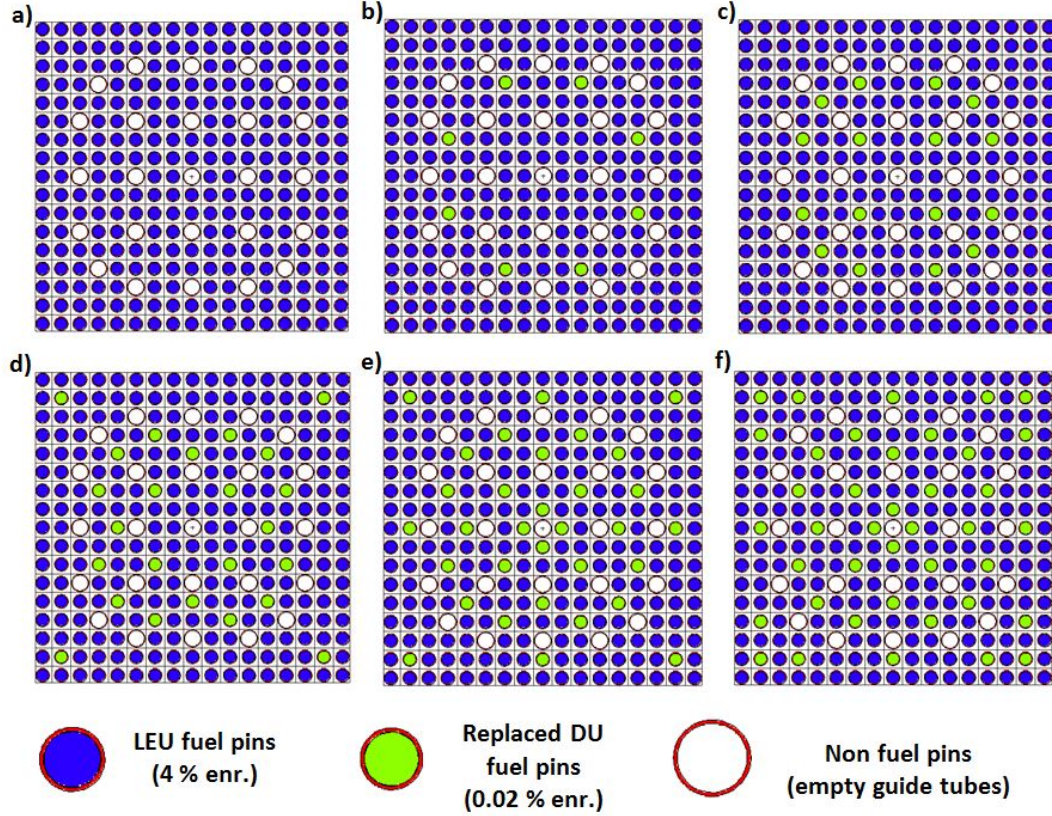 a)
b)
c)
d)
e)
f)
LEU fuel pins
(4 % enr.)
Replaced DU
fuel pins
(0.02 % enr.)
Non fuel pins
(empty guide tubes)